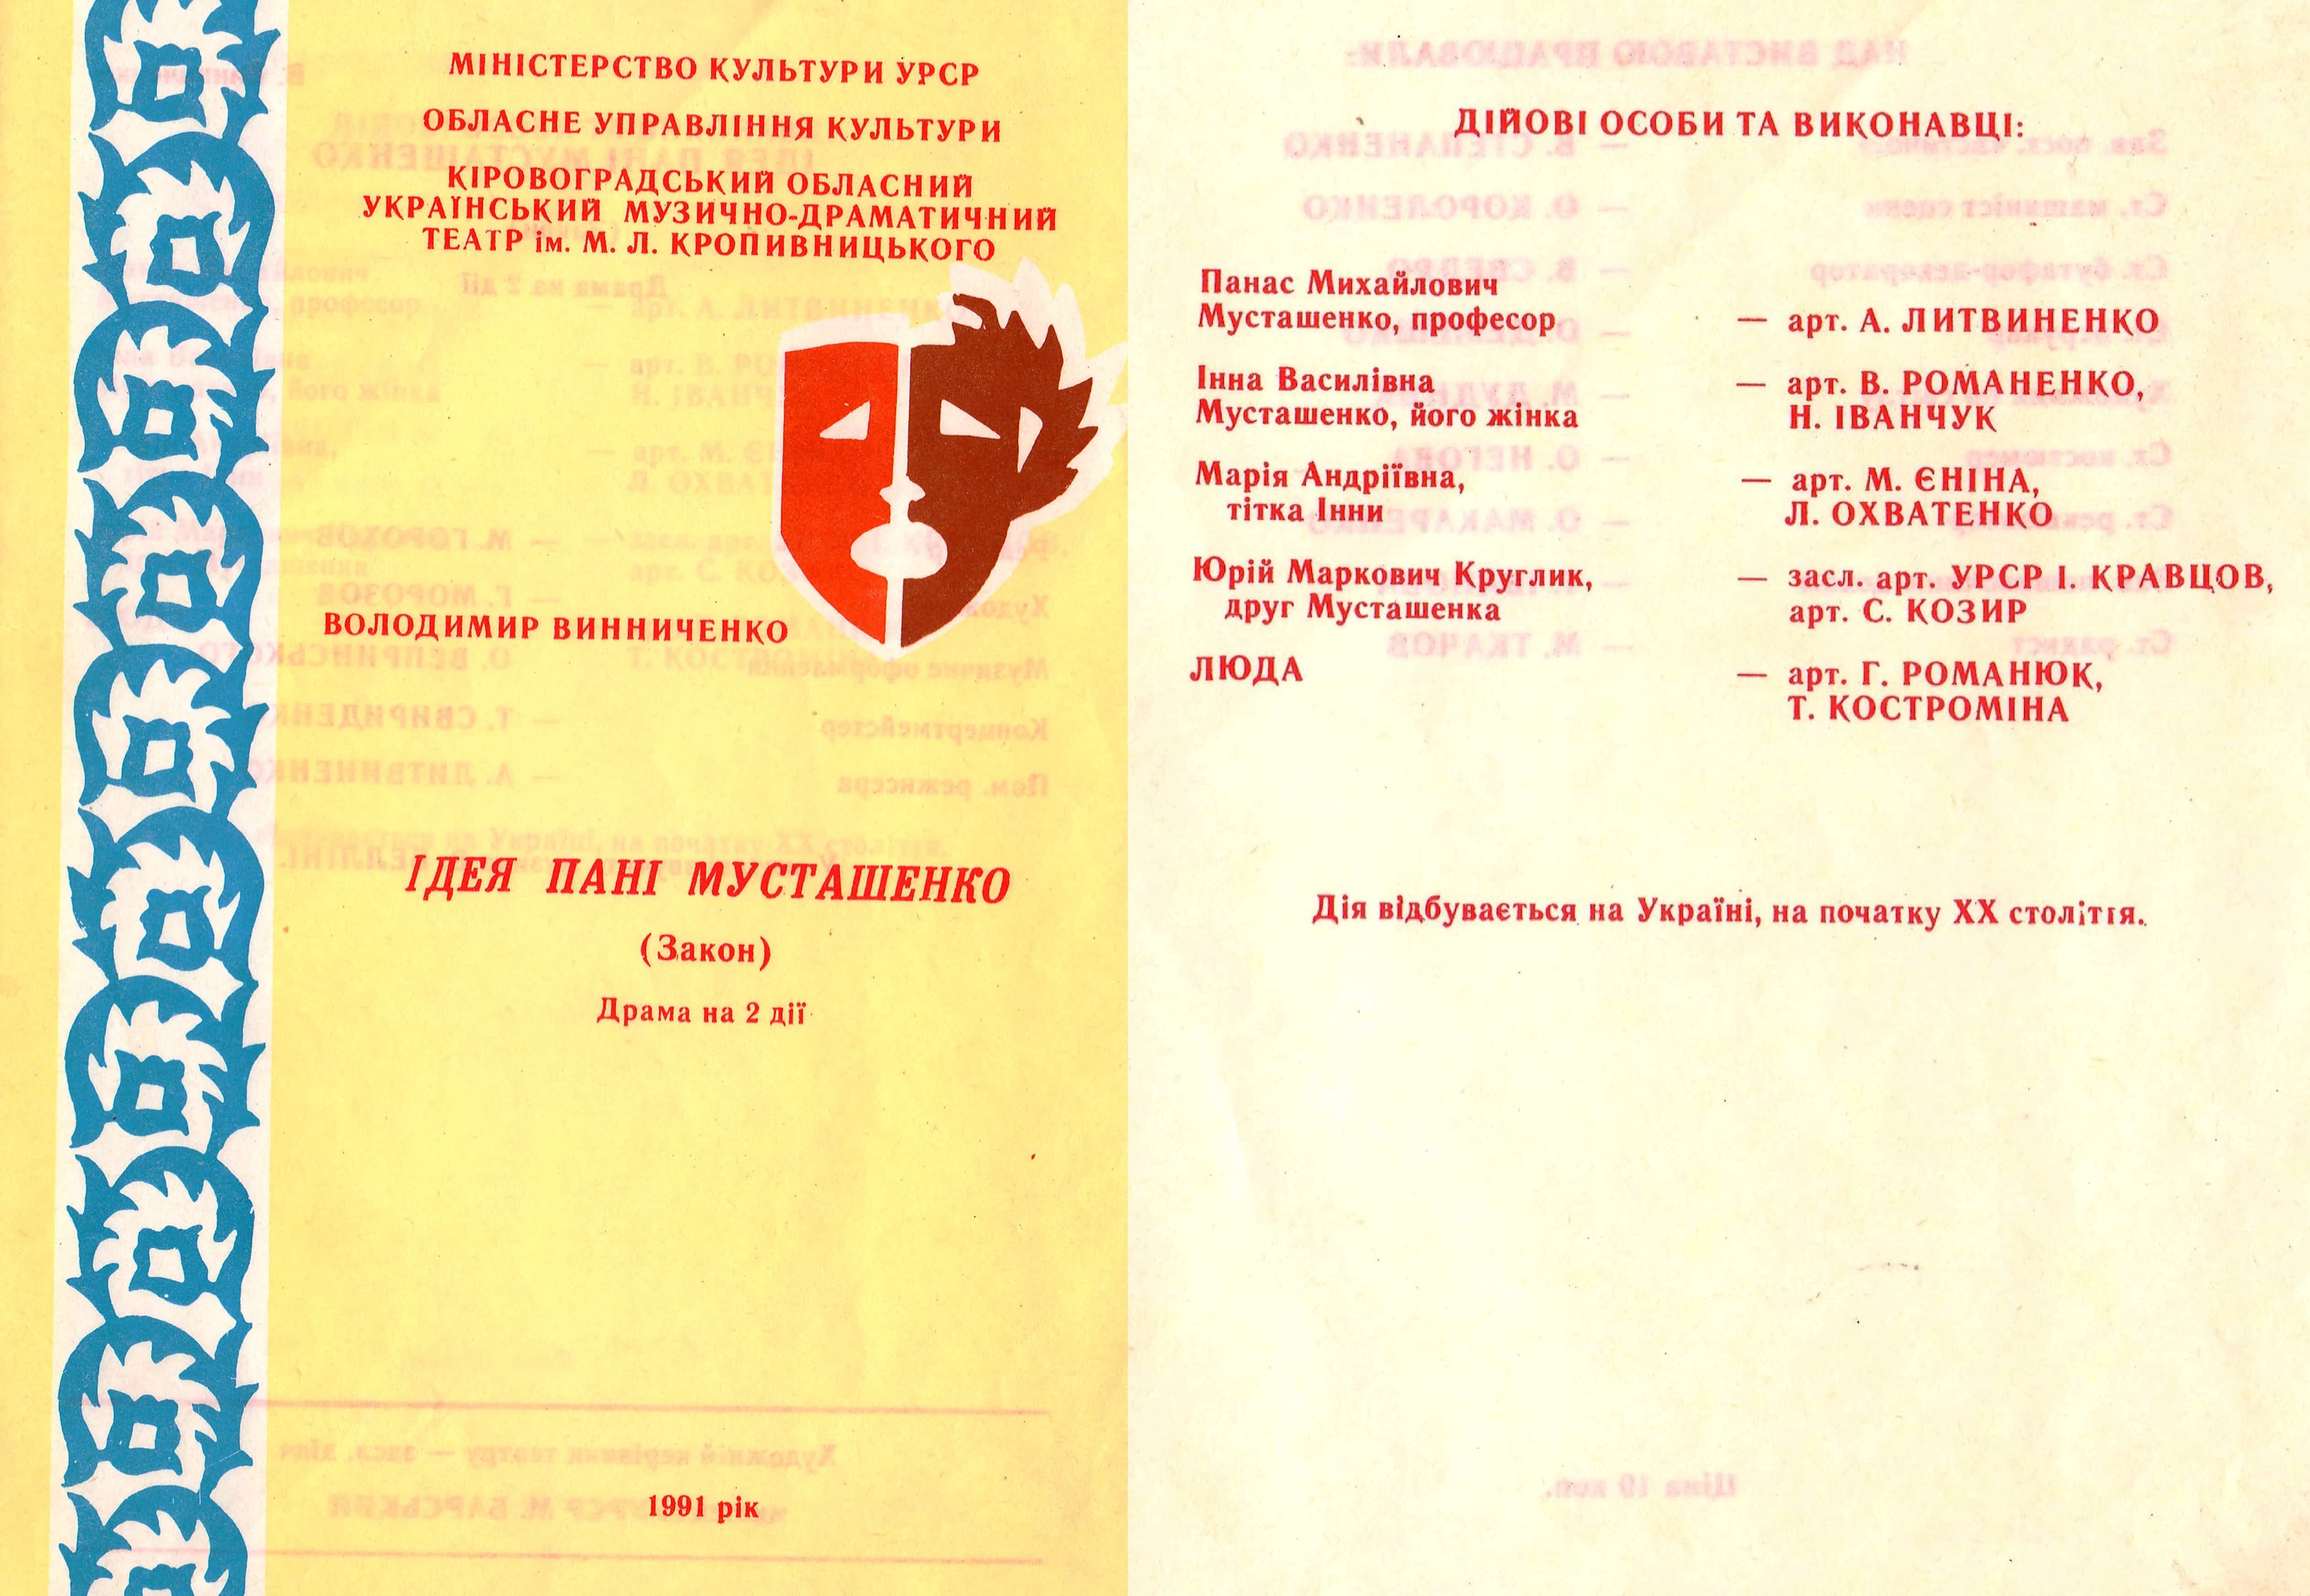 МІНІСТЕРСТВО КУЛЬТУРИ УРСР
ОБЛАСНЕ УПРАВЛІННЯ КУЛЬТУРИ
КІРОВОГРАДСЬКИЙ ОБЛАСНИЙ
УКРАЇНСЬКИЙ МУЗИЧНО-ДРАМАТИЧНИЙ
ТЕАТР ім. М. Л. КРОПИВНИЦЬКОГО
ВОЛОДИМИР ВИННИЧЕНКО
ІДЕЯ ПАНІ МУСТАШЕНКО
(Закон)
Драма на 2 дії
1991 рік
ДІЙОВІ ОСОБИ ТА ВИКОНАВЦІ:
Панас Михайлович
Мусташенко, професор — арт. А. ЛИТВИНЕНКО
Інна Василівна — арт. В. РОМАНЕНКО,
Мусташенко, його жінка Н. ІВАНЧУК
Марія Андріївна, — арт. М. ЄНІНА,
тітка Інни Л. ОХВАТЕНКО
Юрій Маркович Круглик, — засл. арт. УРСР І. КРАВЦОВ,
друг Мусташенка арт. С. КОЗИР
ЛЮДА — арт. Г. РОМАНЮК,
Т. КОСТРОМІНА
Дія відбувається на Україні, на початку XX століття.